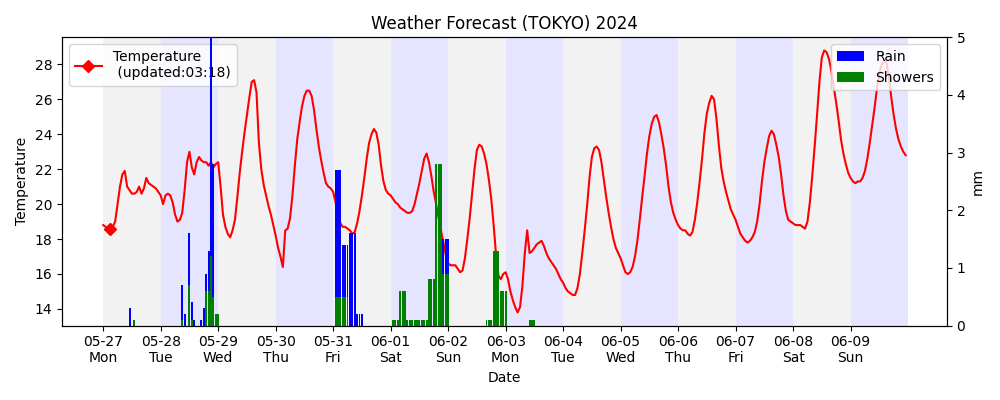 Weather Forecast (TOKYO) 2024
Temperature
(updated:03:18)
Rain
Showers
28
26
24
22
20
18
16
14
Temperature
5
4
3
2
1
0
mm
05-27 05-28 05-29 05-30 05-31 06-01 06-02 06-03 06-04 06-05 06-06 06-07 06-08 06-09
Mon Tue Wed Thu Fri Sat Sun Mon Tue Wed Thu Fri Sat Sun
Date